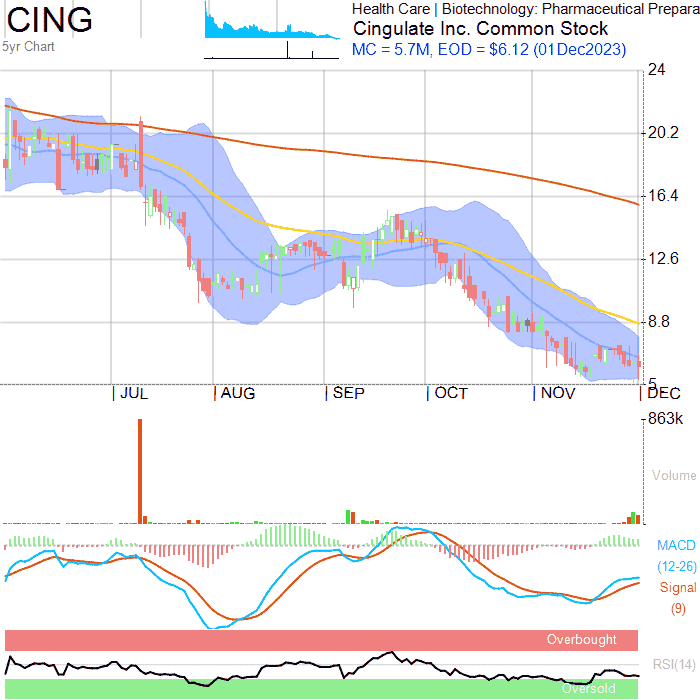 CING
Health Care | Biotechnology: Pharmaceutical Prepara
Cingulate Inc. Common Stock
5yr Chart
MC = 5.7M, EOD = $6.12 (01Dec2023)
24
20.2
16.4
12.6
8.8
5
JUL AUG SEP OCT NOV DEC
863k
Volume
MACD
(12-26)
Signal
(9)
Overbought
RSI(14)
Oversold